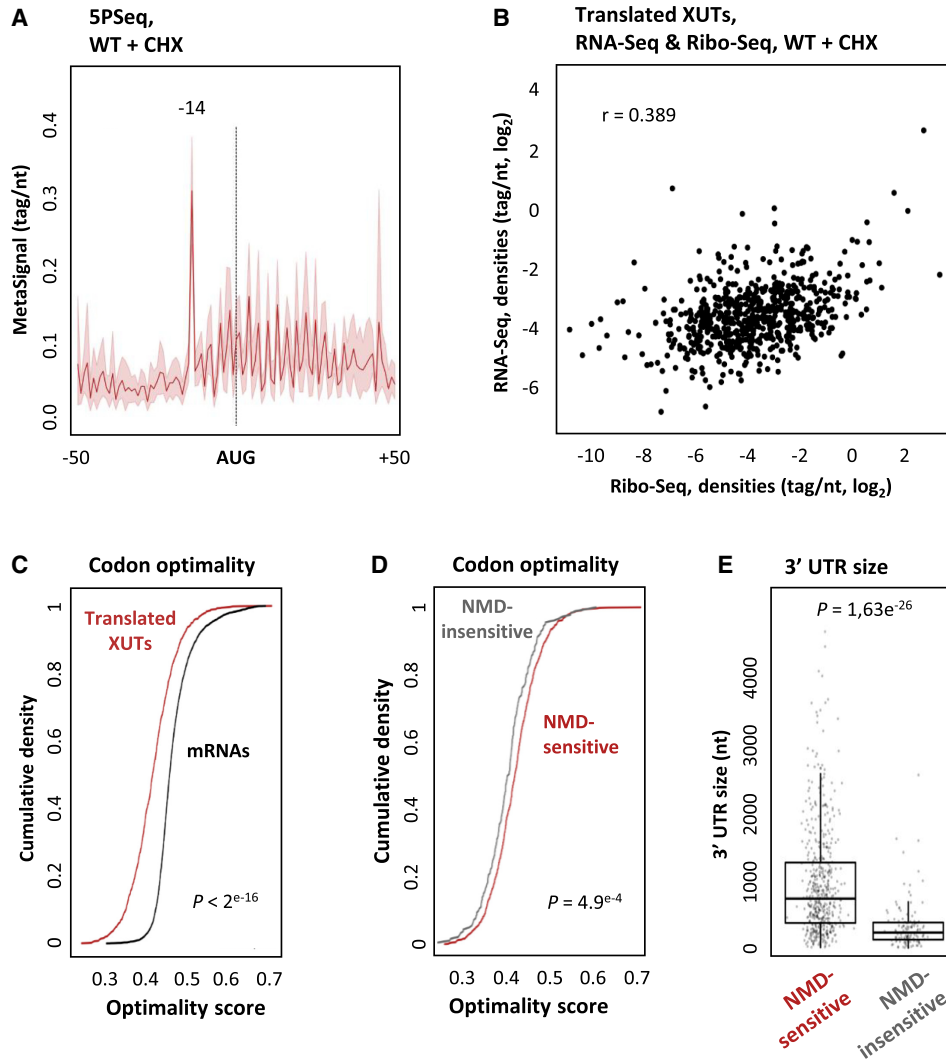 A
5PSeq,
WT + CHX
MetaSignal (tag/nt)
0.4
0.3
0.2
0.1
0.0
-14
-50
AUG
+50
B
Translated XUTs,
RNA-Seq & Ribo-Seq, WT + CHX
RNA-Seq, densities (tag/nt, log2)
4
2
0
-2
-4
-6
r = 0.389
-10
-8
-6
-4
-2
0
2
Ribo-Seq, densities (tag/nt, log2)
C
Codon optimality
Cumulative density
1
0.8
0.6
0.4
0.2
0
Translated
XUTs
mRNAs
P < 2e-16
0.3
0.4
0.5
0.6
0.7
Optimality score
D
Codon optimality
Cumulative density
1
0.8
0.6
0.4
0.2
0
NMD-
insensitive
NMD-
sensitive
P = 4.9e-4
0.3
0.4
0.5
0.6
0.7
Optimality score
E
3' UTR size
P = 1,63e-26
3' UTR size (nt)
4000
3000
2000
1000
0
NMD-
sensitive
NMD-
insensitive